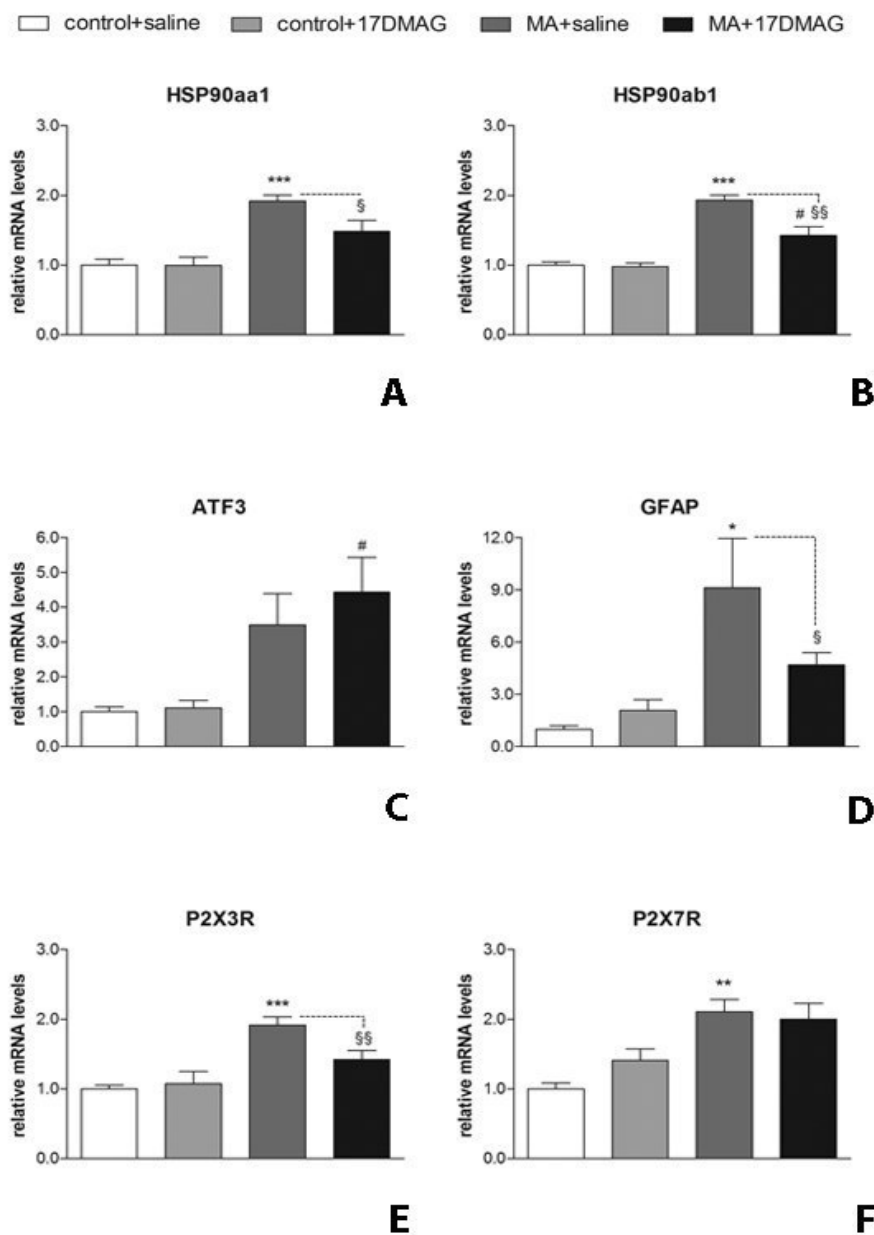 control+saline control+17DMAG MA+saline MA+17DMAG
HSP90aa1
relative mRNA levels
3.0
2.0
1.0
0.0
***
§
A
HSP90ab1
relative mRNA levels
3.0
2.0
1.0
0.0
***
# §§
B
ATF3
relative mRNA levels
6.0
5.0
4.0
3.0
2.0
1.0
0.0
#
C
GFAP
relative mRNA levels
12.0
9.0
6.0
3.0
0.0
*
§
D
P2X3R
relative mRNA levels
3.0
2.0
1.0
0.0
***
§§
E
P2X7R
relative mRNA levels
3.0
2.0
1.0
0.0
**
F